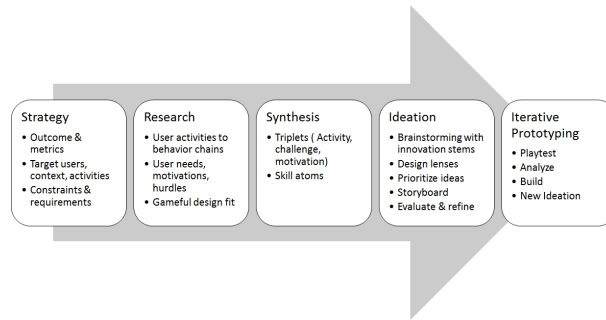 Strategy
• Outcome &
metrics
• Target users,
context, activities
• Constraints &
requirements
Research
• User activities to
behavior chains
• User needs,
motivations,
hurdles
• Gameful design fit
Synthesis
• Triplets ( Activity,
challenge,
motivation)
• Skill atoms
Ideation
• Brainstorming with
innovation stems
• Design lenses
• Prioritize ideas
• Storyboard
• Evaluate & refine
Iterative
Prototyping
• Playtest
• Analyze
• Build
• New Ideation